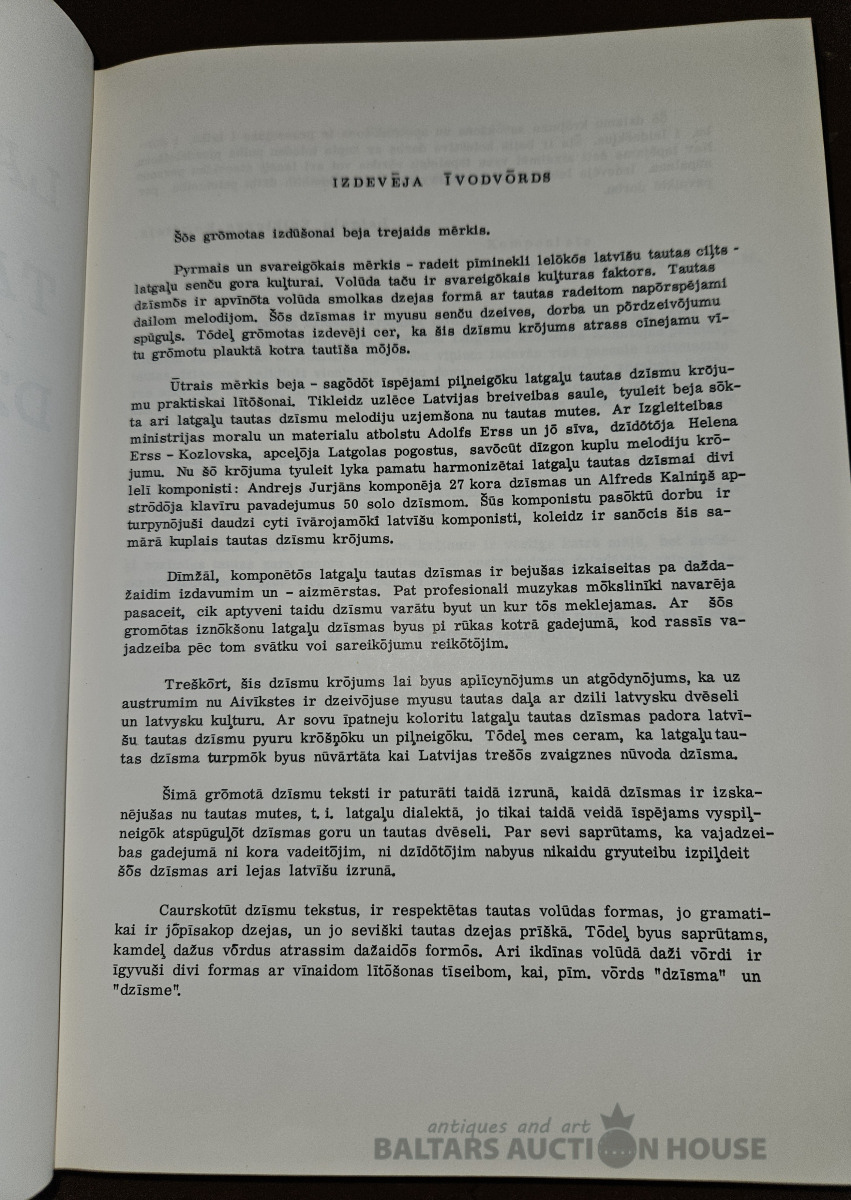 IZDEVĒJA ĪVODVŌRDS
Šōs grōmotas izdūšonai beja trejaids mērkis.
Pyrmais un svareigōkais mērkis - radeit pīminekli lelōkōs latvīšu tautas ciļts -
latgaļu senču gora kuļturai. Volūda taču ir svareigōkais kuļturas faktors. Tautas
dzīsmōs ir apvīnōta volūda smolkas dzejas formā ar tautas radeitom napōrspējami
dailom melodijom. Šōs dzīsmas ir myusu senču dzeives, dorba un pōrdzeivōjumu
spūguļs. Tōdeļ grōmotas izdevēji cer, ka šis dzīsmu krōjums atrass cīnejamu vī-
tu grōmotu plauktā kotra tautīša mōjōs.
Ūtrais mērkis beja - sagōdōt īspējami piļneigōku latgaļu tautas dzīsmu krōju-
mu praktiskai lītōšonai. Tikleidz uzlēce Latvijas breiveibas saule, tyuleit beja sōk-
ta ari latgaļu tautas dzīsmu melodiju uzjemšona nu tautas mutes. Ar Izgleiteibas
ministrijas moralu un materialu atbolstu Adolfs Erss un jō sīva, dzīdōtōja Helena
Erss - Kozlovska, apceļōja Latgolas pogostus, savōcūt dīzgon kuplu melodiju krō-
jumu. Nu šō krōjuma tyuleit lyka pamatu harmonizētai latgaļu tautas dzīsmai divi
lelī komponisti: Andrejs Jurjāns komponēja 27 kora dzīsmas un Alfreds Kalniņš ap-
strōdōja klavīru pavadejumus 50 solo dzīsmom. Šūs komponistu pasōktū dorbu ir
turpynōjuši daudzi cyti īvārojamōki latvīšu komponisti, koleidz ir sanōcis šis sa-
mārā kuplais tautas dzīsmu krōjums.
Dīmžāl, komponētōs latgaļu tautas dzīsmas ir bejušas izkaiseitas pa dažda-
žaidim izdavumim un - aizmērstas. Pat profesionali muzykas mōkslinīki navarēja
pasaceit, cik aptyveni taidu dzīsmu varātu byut un kur tōs meklejamas. Ar šōs
gromōtas iznōkšonu latgaļu dzīsmas byus pi rūkas kotrā gadejumā, kod rassīs va-
jadzeiba pēc tom svātku voi sareikōjumu reikōtōjim.
Treškōrt, šis dzīsmu krōjums lai byus aplīcynōjums un atgōdynōjums, ka uz
austrumim nu Aivīkstes ir dzeivōjuse myusu tautas daļa ar dzili latvysku dvēseli
un latvysku kuļturu. Ar sovu īpatneju koloritu latgaļu tautas dzīsmas padora latvī-
šu tautas dzīsmu pyuru krōšņōku un piļneigōku. Tōdeļ mes ceram, ka latgaļu tau-
tas dzīsma turpmōk byus nūvārtāta kai Latvijas trešōs zvaigznes nūvoda dzīsma.
Šimā grōmotā dzīsmu teksti ir paturāti taidā izrunā, kaidā dzīsmas ir izska-
nējušas nu tautas mutes, t. i. latgaļu dialektā, jo tikai taidā veidā īspējams vyspiļ-
neigōk atspūguļōt dzīsmas goru un tautas dvēseli. Par sevi saprūtams, ka vajadzei-
bas gadejumā ni kora vadeitōjim, ni dzīdōtōjim nabyus nikaidu gryuteibu izpiļdeit
šōs dzīsmas ari lejas latvīšu izrunā.
Caurskotūt dzīsmu tekstus, ir respektētas tautas volūdas formas, jo gramati-
kai ir jōpīsakop dzejas, un jo seviški tautas dzejas prīškā. Tōdeļ byus saprūtams,
kamdeļ dažus vōrdus atrassim dažaidōs formōs. Ari ikdīnas volūdā daži vōrdi ir
īgyvuši divi formas ar vīnaidom lītōšonas tīseibom, kai, pīm. vōrds "dzīsma" un
"dzīsme".
antiques and art
BALTARS AUCTION HOUSE